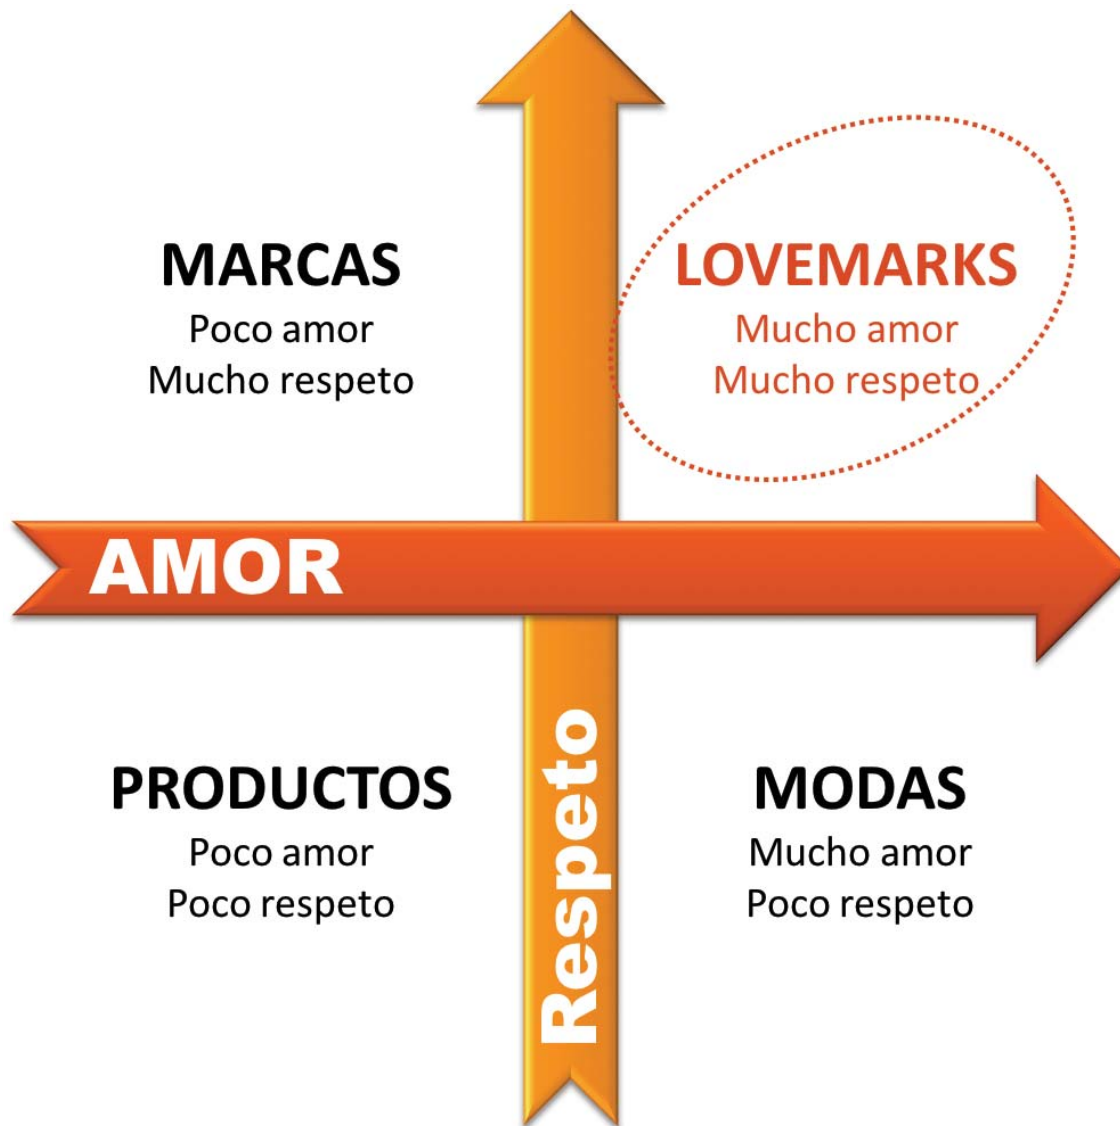 MARCAS
Poco amor
Mucho respeto
LOVEMARKS
Mucho amor
Mucho respeto
AMOR
PRODUCTOS
Poco amor
Poco respeto
Respeto
MODAS
Mucho amor
Poco respeto